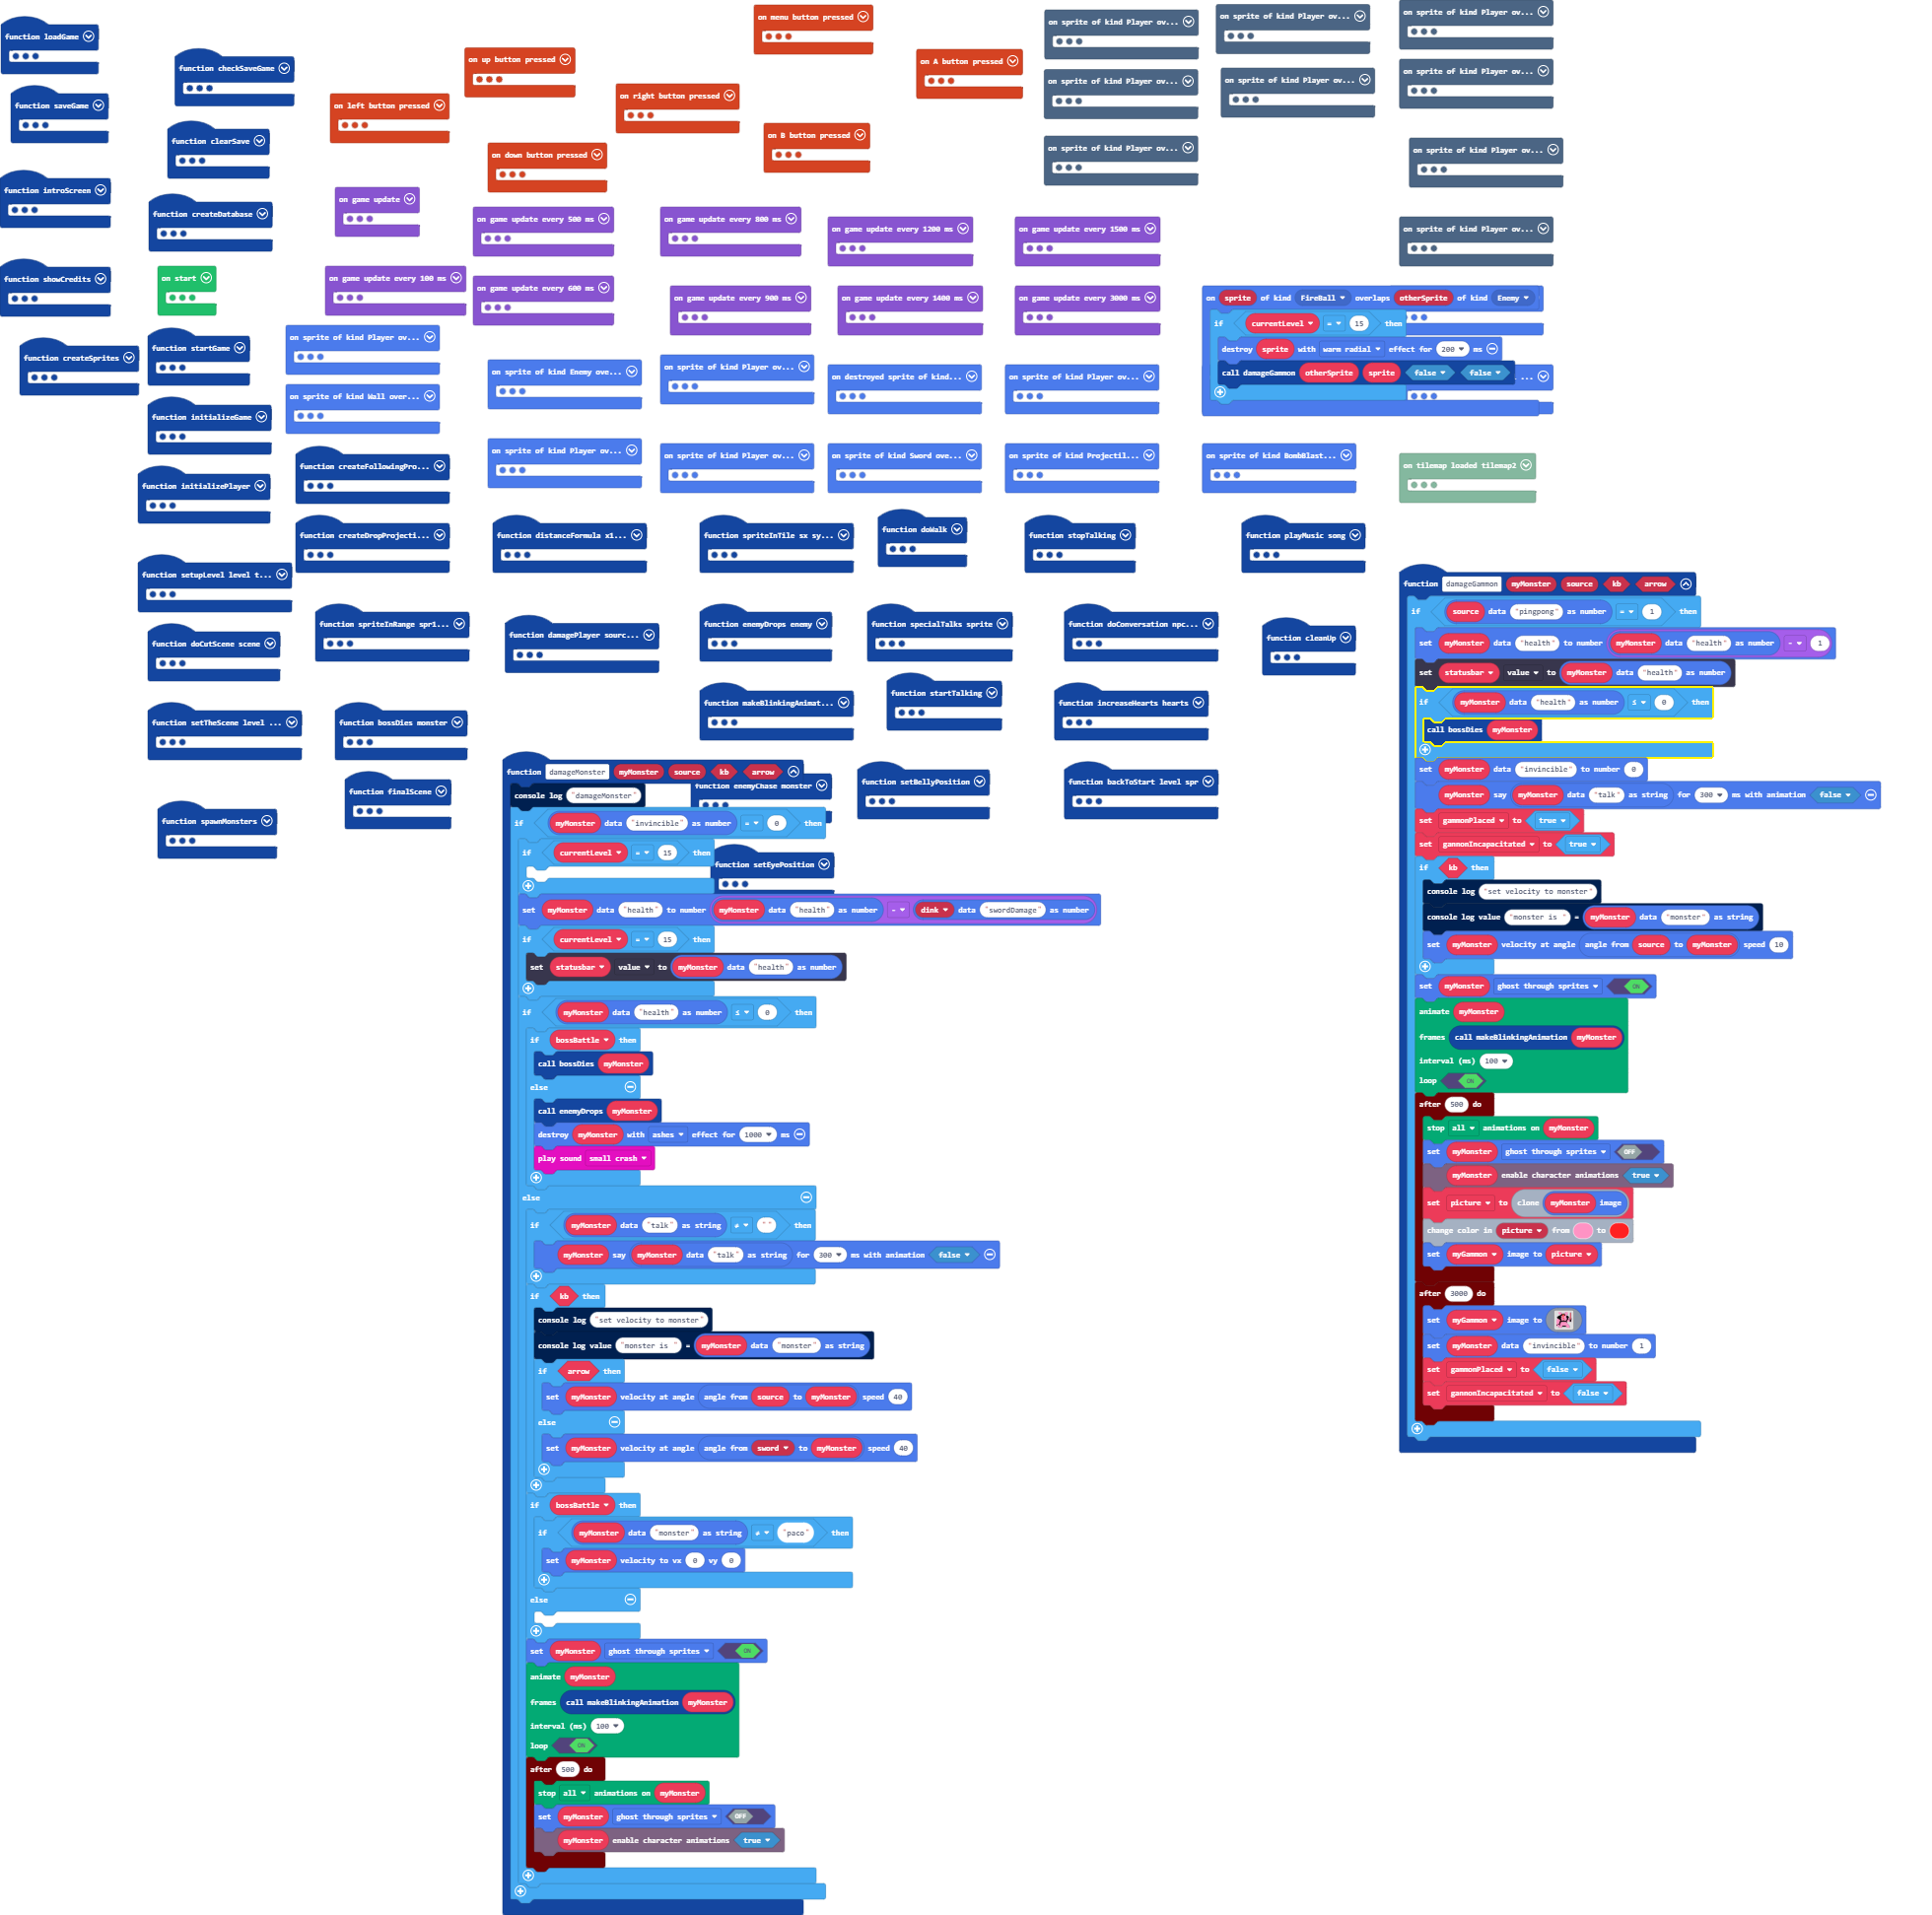 function loadGame
function checkSaveGame
function saveGame
function clearSave
function introScreen
function createDatabase
function showCredits
on start
function createSprites
function startGame
function initializeGame
function initializePlayer
function setupLevel level t...
function doCutScene scene
function setTheScene level ...
function spawnMonsters
on left button pressed
on up button pressed
on right button pressed
on down button pressed
on menu button pressed
on B button pressed
on A button pressed
on game update
on game update every 100 ms
on game update every 500 ms
on game update every 600 ms
on game update every 800 ms
on game update every 900 ms
on game update every 1200 ms
on game update every 1400 ms
on game update every 1500 ms
on game update every 3000 ms
on sprite of kind Player ov...
on sprite of kind Player ov...
on sprite of kind Player ov...
on sprite of kind Player ov...
on sprite of kind Player ov...
on sprite of kind Player ov...
on sprite of kind Player ov...
on sprite of kind Player ov...
on sprite of kind Player ov...
on sprite of kind Player ov...
on sprite of kind Wall over...
on sprite of kind Enemy ove...
on sprite of kind Player ov...
on sprite of kind Player ov...
on sprite of kind Player ov...
on destroyed sprite of kind...
on sprite of kind Sword ove...
on sprite of kind Player ov...
on sprite of kind Projectil...
on sprite of kind BombBlast...
on tilemap loaded tilemap2
on sprite of kind FireBall overlaps otherSprite of kind Enemy
if currentLevel = 15 then
destroy sprite with warm radial effect for 200 ms
call damageGammon otherSprite sprite false false
...
function createFollowingPro...
function createDropProjecti...
function distanceFormula x1...
function spriteInTile sx sy...
function doWalk
function stopTalking
function playMusic song
function spriteInRange spr1...
function damagePlayer sourc...
function enemyDrops enemy
function specialTalks sprite
function doConversation npc...
function cleanUp
function bossDies monster
function makeBlinkingAnimat...
function startTalking
function increaseHearts hearts
function finalScene
function enemyChase monster
function setBellyPosition
function backToStart level spr
function setEyePosition
function damageMonster myMonster source kb arrow
console log "damageMonster"
if myMonster data "invincible" as number = 0 then
if currentLevel = 15 then
set myMonster data "health" to number myMonster data "health" as number - dink data "swordDamage" as number
if currentLevel = 15 then
set statusbar value to myMonster data "health" as number
if myMonster data "health" as number ≤ 0 then
if bossBattle then
call bossDies myMonster
else
call enemyDrops myMonster
destroy myMonster with ashes effect for 1000 ms
play sound small crash
else
if myMonster data "talk" as string ≠ "" then
myMonster say myMonster data "talk" as string for 300 ms with animation false
if kb then
console log "set velocity to monster"
console log value "monster is " = myMonster data "monster" as string
if arrow then
set myMonster velocity at angle angle from source to myMonster speed 40
else
set myMonster velocity at angle angle from sword to myMonster speed 40
if bossBattle then
if myMonster data "monster" as string ≠ "paco" then
set myMonster velocity to vx 0 vy 0
else
set myMonster ghost through sprites ON
animate myMonster
frames call makeBlinkingAnimation myMonster
interval (ms) 100
loop ON
after 500 do
stop all animations on myMonster
set myMonster ghost through sprites OFF
myMonster enable character animations true
function damageGammon myMonster source kb arrow
if source data "pingpong" as number = 1 then
set myMonster data "health" to number myMonster data "health" as number - 1
set statusbar value to myMonster data "health" as number
if myMonster data "health" as number ≤ 0 then
call bossDies myMonster
set myMonster data "invincible" to number 0
myMonster say myMonster data "talk" as string for 300 ms with animation false
set gammonPlaced to true
set gannonIncapacitated to true
if kb then
console log "set velocity to monster"
console log value "monster is " = myMonster data "monster" as string
set myMonster velocity at angle angle from source to myMonster speed 10
set myMonster ghost through sprites ON
animate myMonster
frames call makeBlinkingAnimation myMonster
interval (ms) 100
loop ON
after 500 do
stop all animations on myMonster
set myMonster ghost through sprites OFF
myMonster enable character animations true
set picture to clone myMonster image
change color in picture from to
set myGammon image to picture
after 3000 do
set myGammon image to
set myMonster data "invincible" to number 1
set gammonPlaced to false
set gannonIncapacitated to false